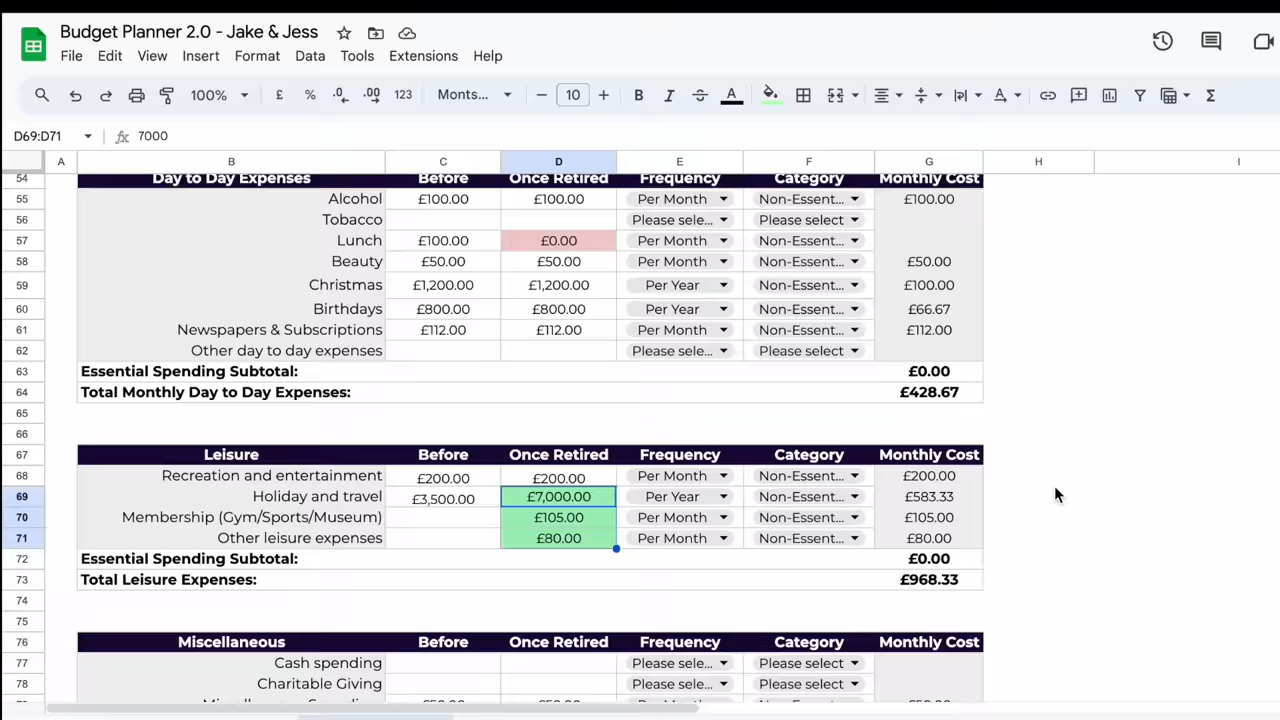 Budget Planner 2.0 - Jake & Jess
File Edit View Insert Format Data Tools Extensions Help
100% £ % .0 .00 123 Monts... 10 B I A Σ
D69:D71 fx 7000
A B C D E F G H I
54 Day to Day Expenses Before Once Retired Frequency Category Monthly Cost
55 Alcohol £100.00 £100.00 Per Month Non-Essent... £100.00
56 Tobacco Please sele... Please select
57 Lunch £100.00 £0.00 Per Month Non-Essent...
58 Beauty £50.00 £50.00 Per Month Non-Essent... £50.00
59 Christmas £1,200.00 £1,200.00 Per Year Non-Essent... £100.00
60 Birthdays £800.00 £800.00 Per Year Non-Essent... £66.67
61 Newspapers & Subscriptions £112.00 £112.00 Per Month Non-Essent... £112.00
62 Other day to day expenses Please sele... Please select
63 Essential Spending Subtotal: £0.00
64 Total Monthly Day to Day Expenses: £428.67
65
66
67 Leisure Before Once Retired Frequency Category Monthly Cost
68 Recreation and entertainment £200.00 £200.00 Per Month Non-Essent... £200.00
69 Holiday and travel £3,500.00 £7,000.00 Per Year Non-Essent... £583.33
70 Membership (Gym/Sports/Museum) £105.00 Per Month Non-Essent... £105.00
71 Other leisure expenses £80.00 Per Month Non-Essent... £80.00
72 Essential Spending Subtotal: £0.00
73 Total Leisure Expenses: £968.33
74
75
76 Miscellaneous Before Once Retired Frequency Category Monthly Cost
77 Cash spending Please sele... Please select
78 Charitable Giving Please sele... Please select